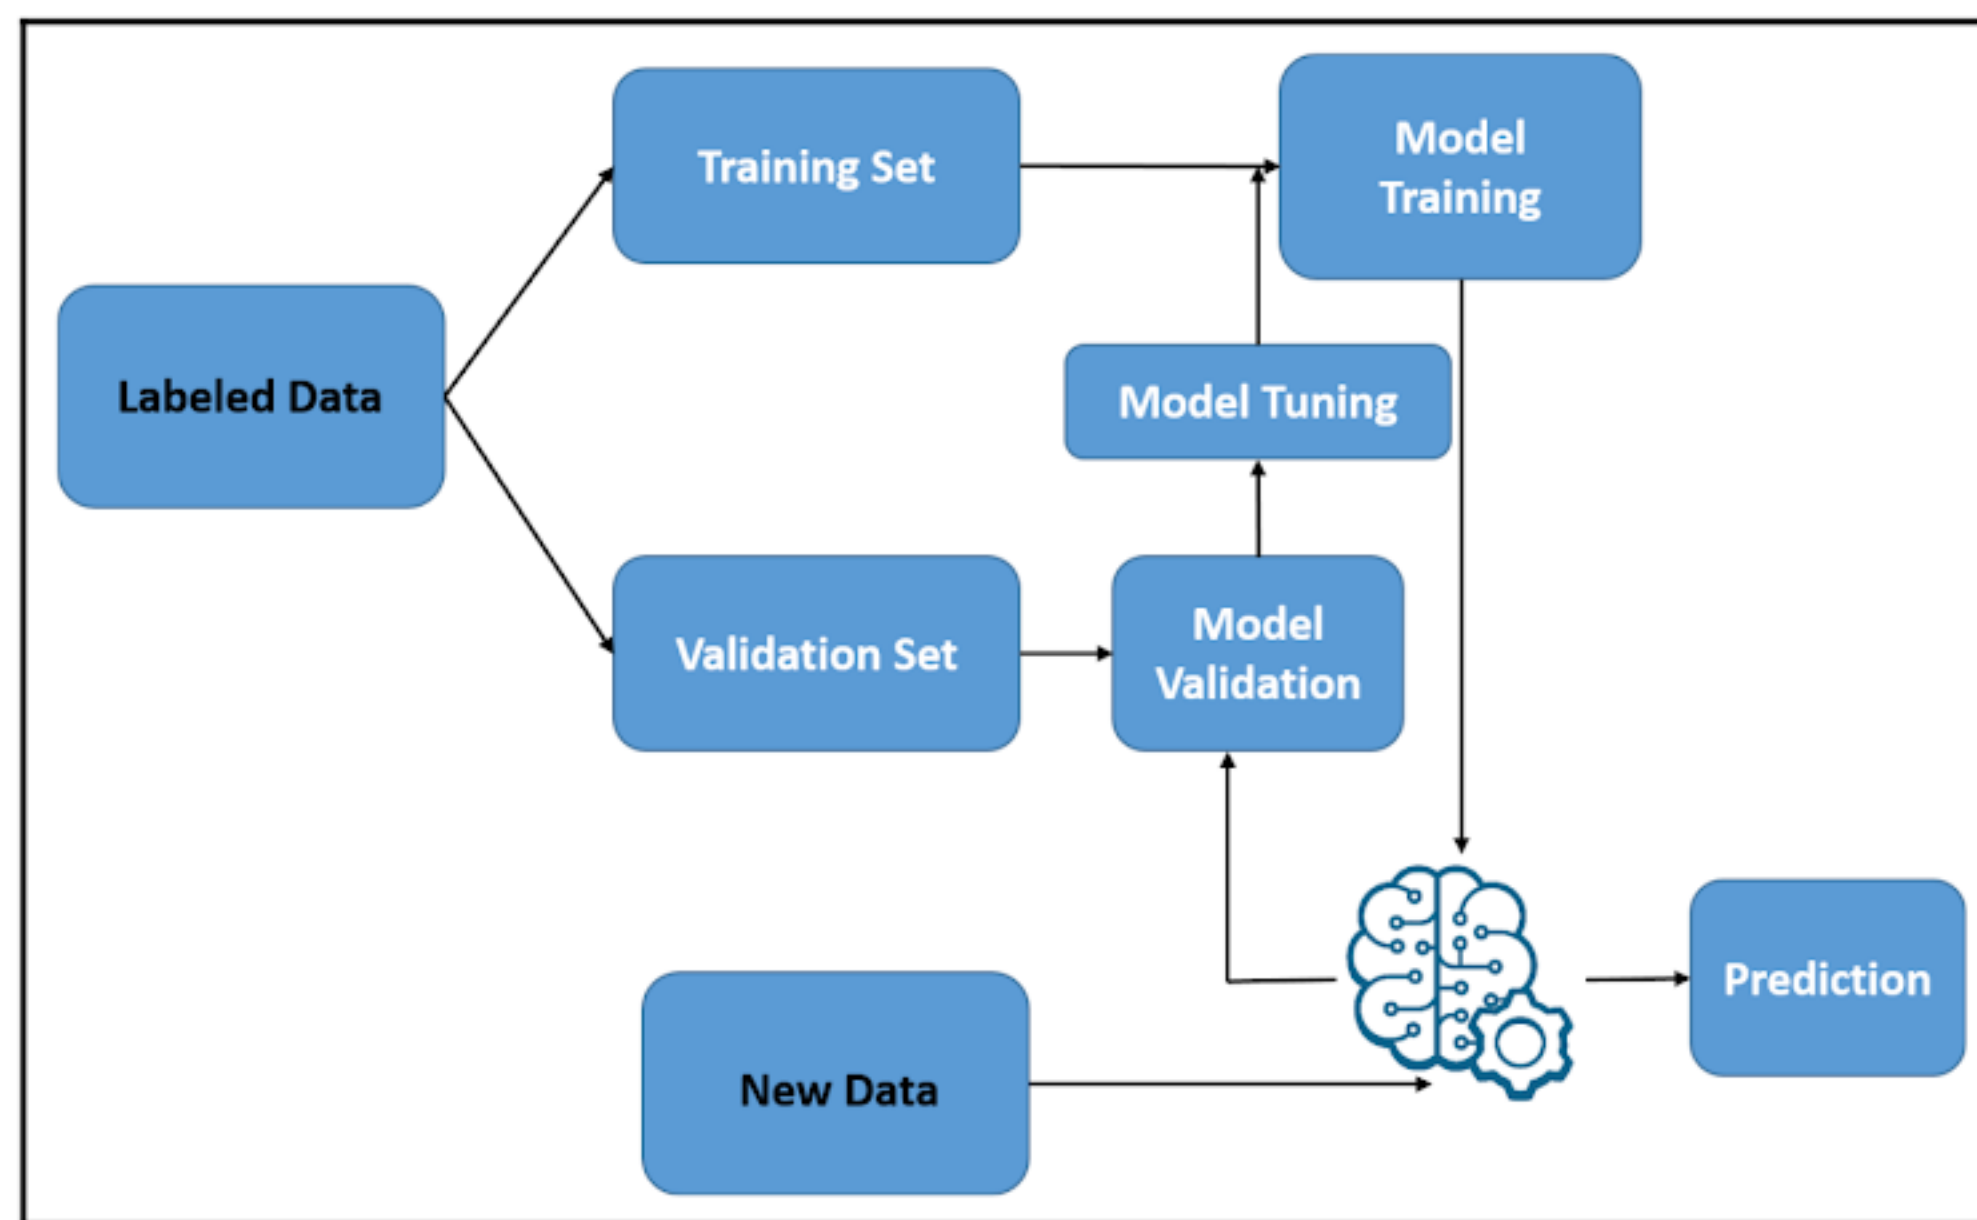 Training Set
Model
Training
Labeled Data
Model Tuning
Validation Set
Model
Validation
New Data
Prediction